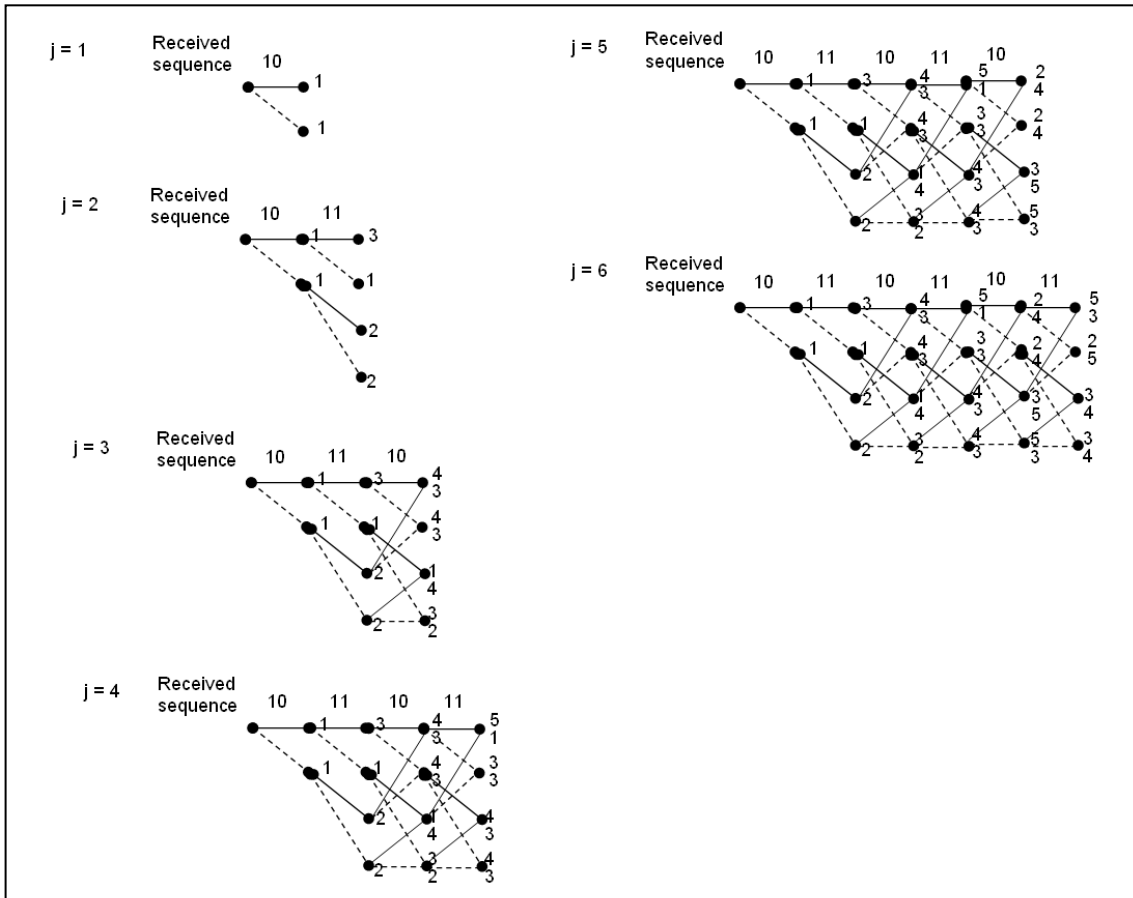 j = 1
Received
sequence
10
1
1
j = 2
Received
sequence
10 11
1 3
1 1
2
2
j = 3
Received
sequence
10 11 10
1 3 4
3
1 1 4
3
2 1
4
2 3
2
j = 4
Received
sequence
10 11 10 11
1 3 4 5
3 1
1 1 4 3
3 3
2 1 4
4 3
2 3 4
2 3
j = 5
Received
sequence
10 11 10 11 10
1 3 4 5 2
3 1 4
1 1 4 3 2
3 3 4
2 1 4 3
4 3 5
2 3 4 5
2 3 3
j = 6
Received
sequence
10 11 10 11 10 11
1 3 4 5 2 5
3 1 4 3
1 1 4 3 2 2
3 3 4 5
2 1 4 3 3
4 3 5 4
2 3 4 5 3
2 3 3 4